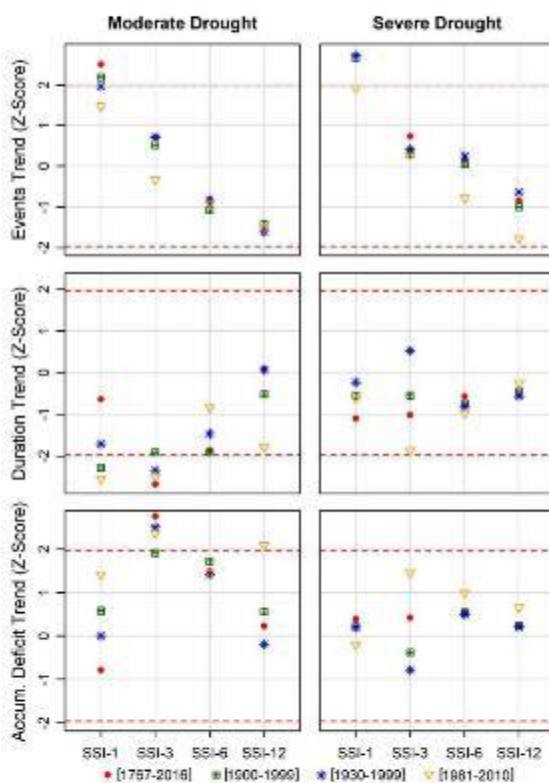 Moderate Drought Severe Drought
Events Trend (Z-Score)
2
1
0
-1
-2
Duration Trend (Z-Score)
2
1
0
-1
-2
Accum. Deficit Trend (Z-Score)
2
1
0
-1
-2
SSI-1 SSI-3 SSI-6 SSI-12 SSI-1 SSI-3 SSI-6 SSI-12
[1767-2016] [1900-1999] [1930-1999] [1981-2010]